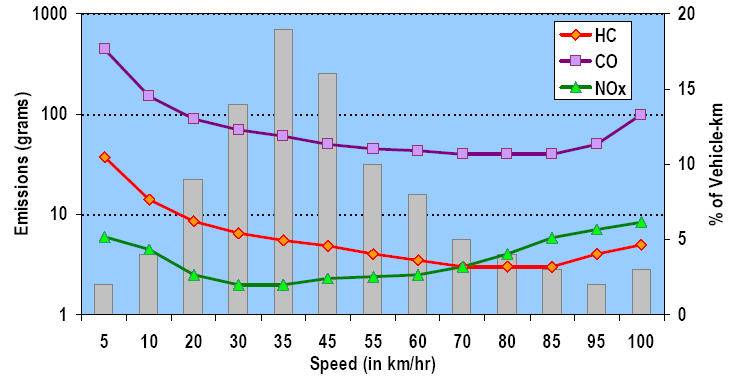 1000
100
10
1
Emissions (grams)
20
15
10
5
0
% of Vehicle-km
HC
CO
NOx
5 10 20 30 35 45 55 60 70 80 85 95 100
Speed (in km/hr)